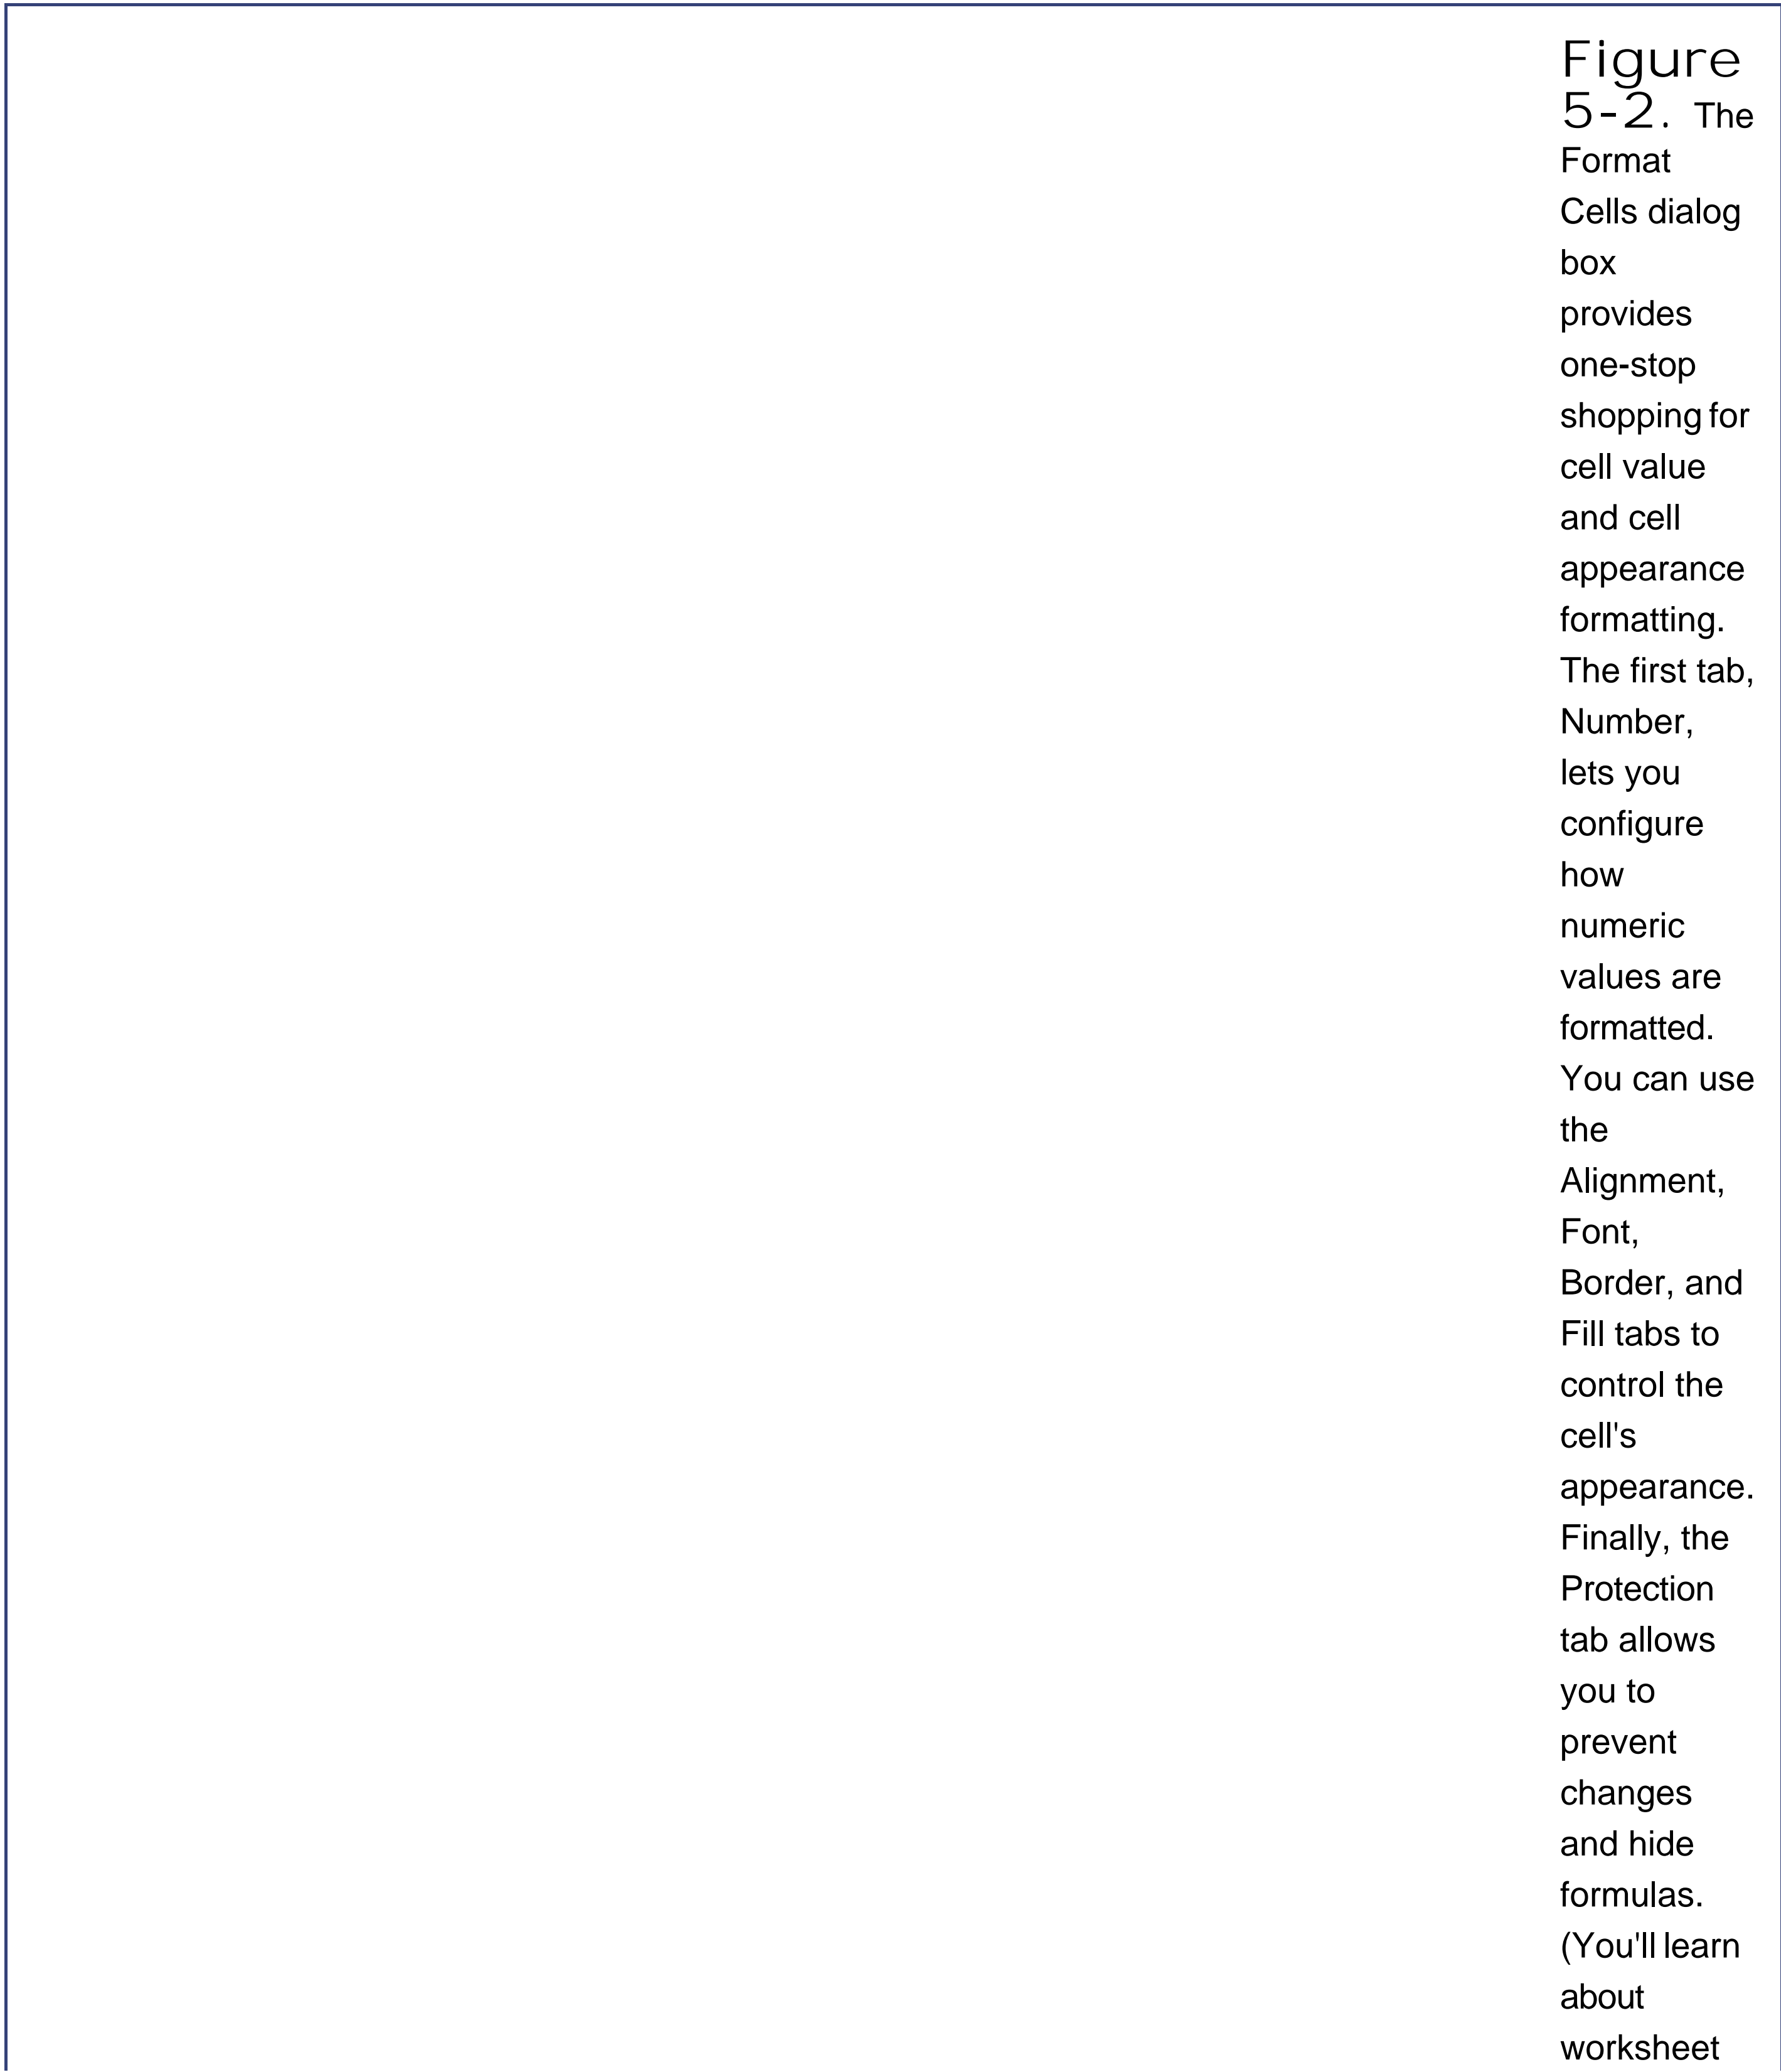 Figure
5-2. The
Format
Cells dialog
box
provides
one-stop
shopping for
cell value
and cell
appearance
formatting.
The first tab,
Number,
lets you
configure
how
numeric
values are
formatted.
You can use
the
Alignment,
Font,
Border, and
Fill tabs to
control the
cell's
appearance.
Finally, the
Protection
tab allows
you to
prevent
changes
and hide
formulas.
(You'll learn
about
worksheet